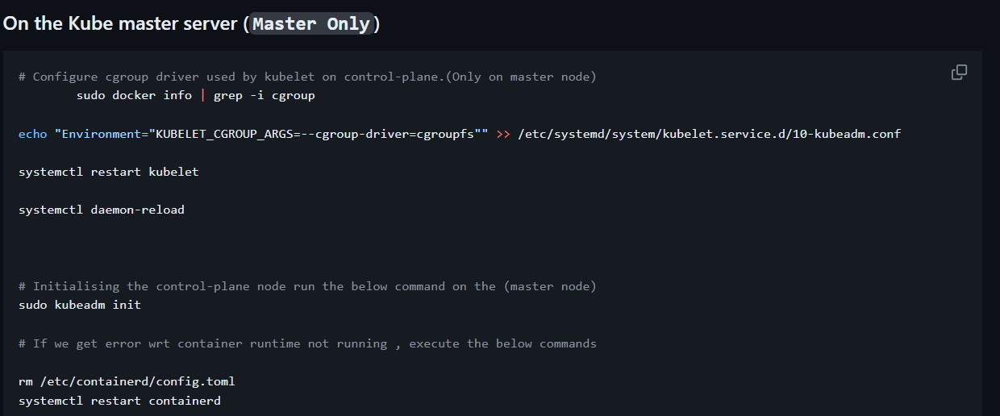 On the Kube master server (Master Only)
# Configure cgroup driver used by kubelet on control-plane.(Only on master node)
sudo docker info | grep -i cgroup
echo "Environment="KUBELET_CGROUP_ARGS=--cgroup-driver=cgroupfs"" >> /etc/systemd/system/kubelet.service.d/10-kubeadm.conf
systemctl restart kubelet
systemctl daemon-reload
# Initialising the control-plane node run the below command on the (master node)
sudo kubeadm init
# If we get error wrt container runtime not running , execute the below commands
rm /etc/containerd/config.toml
systemctl restart containerd